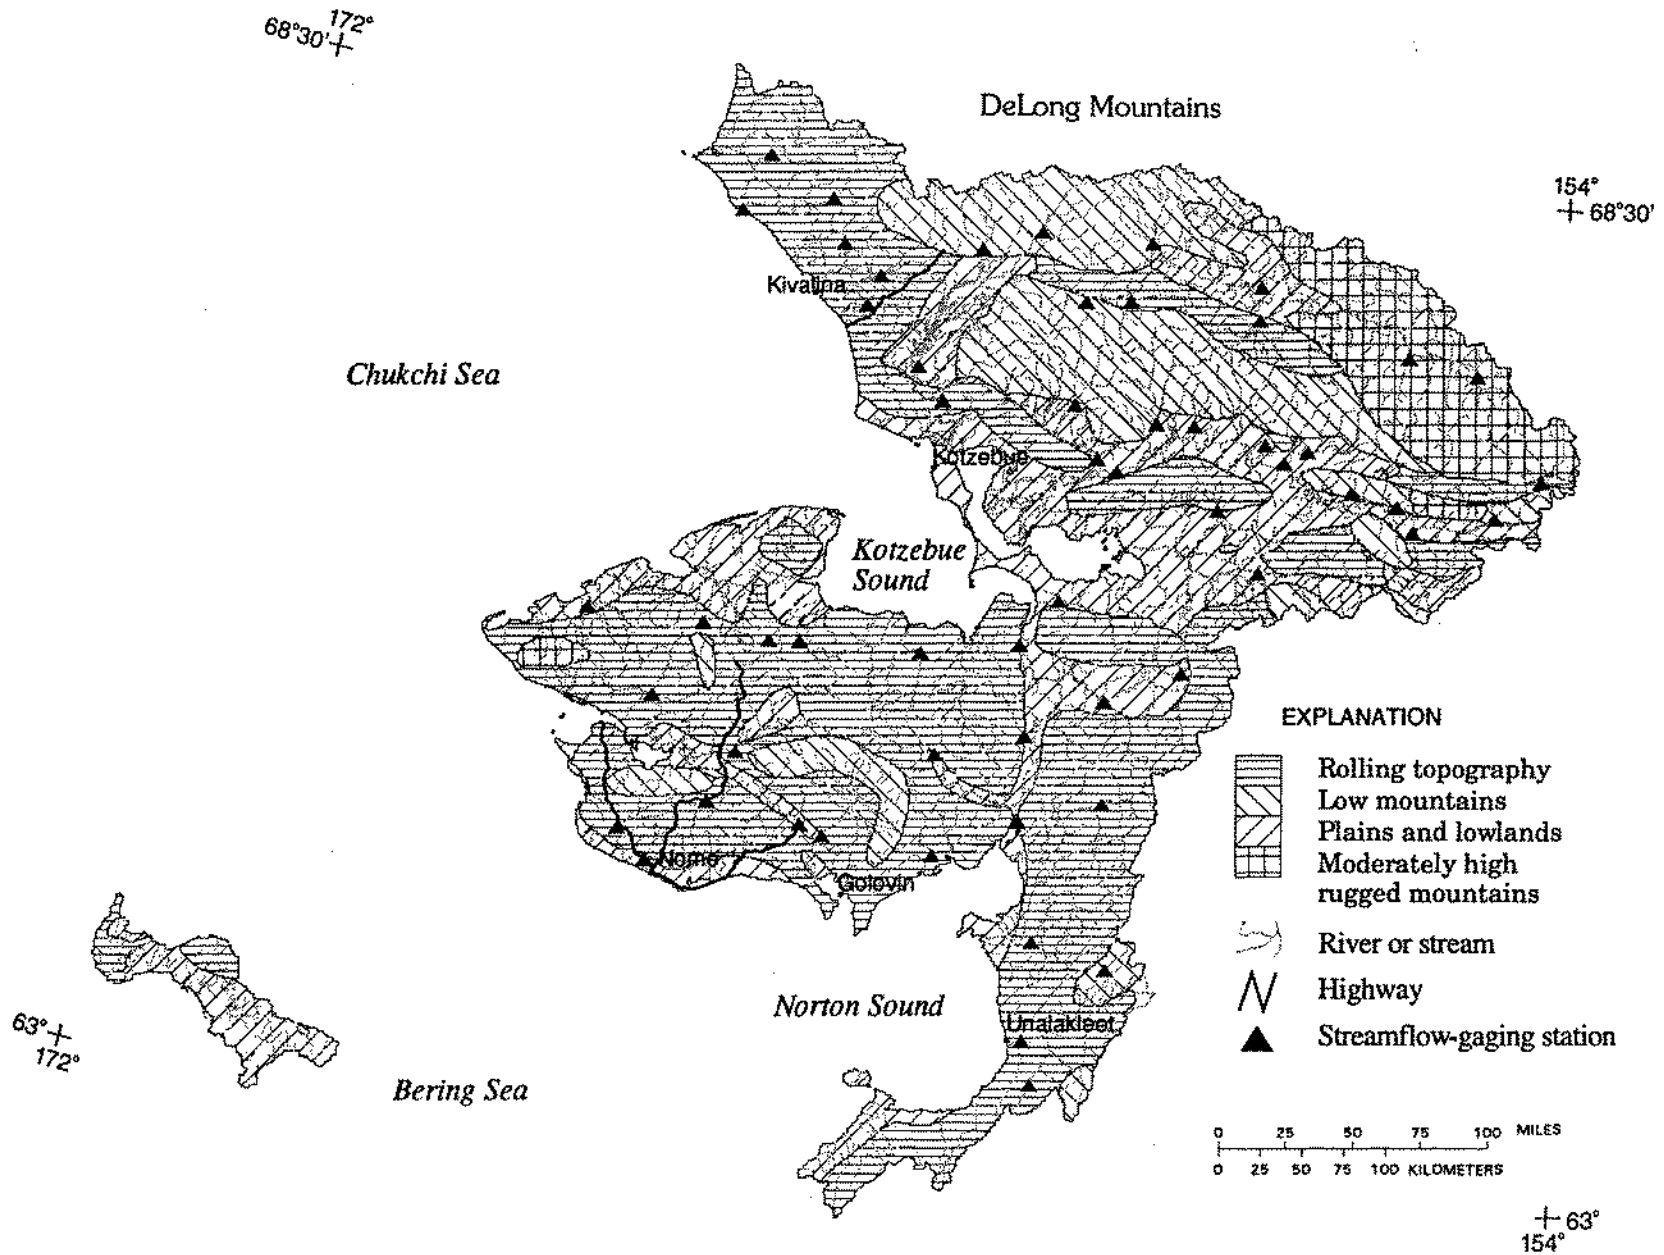 172°
68°30'
DeLong Mountains
154°
68°30'
Kivalina
Chukchi Sea
Kotzebue
Kotzebue
Sound
EXPLANATION
Rolling topography
Low mountains
Plains and lowlands
Moderately high
rugged mountains
River or stream
Highway
Streamflow-gaging station
Nome
Golovin
Norton Sound
Unalakleet
63°
172°
Bering Sea
0 25 50 75 100 MILES
0 25 50 75 100 KILOMETERS
63°
154°